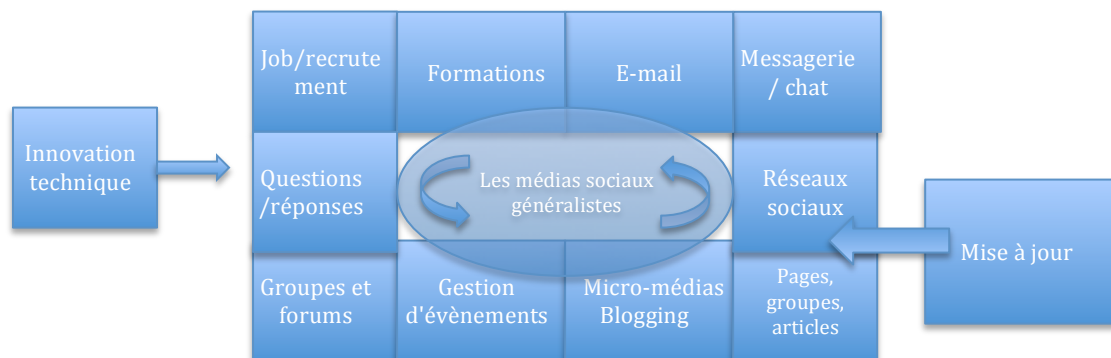 Job/recrute
ment
Formations
E-mail
Messagerie
/ chat
Innovation
technique
Questions
/réponses
Les médias sociaux
généralistes
Réseaux
sociaux
Mise à jour
Groupes et
forums
Gestion
d'évènements
Micro-médias
Blogging
Pages,
groupes,
articles